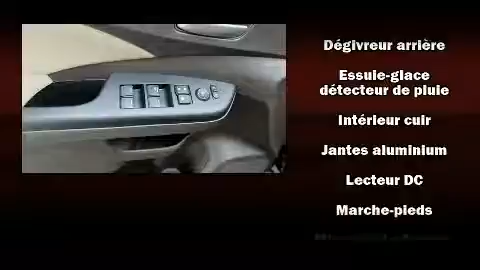 Dégivreur arrière
Essuie-glace
détecteur de pluie
Intérieur cuir
Jantes aluminium
Lecteur DC
Marche-pieds